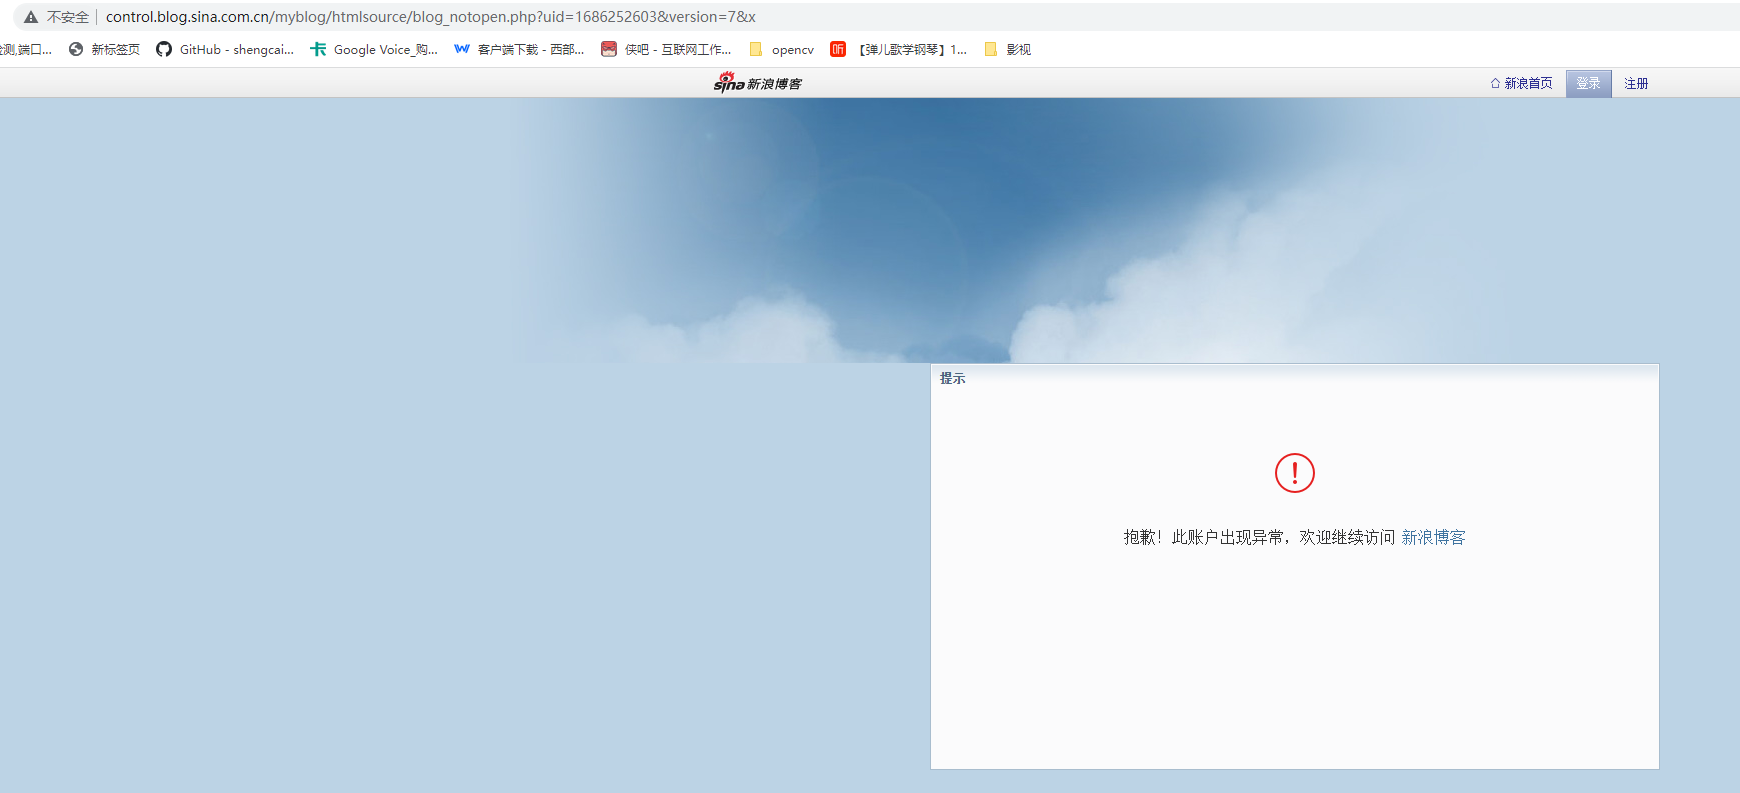 不安全 control.blog.sina.com.cn/myblog/htmlsource/blog_notopen.php?uid=1686252603&version=7&x
测,端口... 新标签页 GitHub - shengcai... Google Voice_购... 客户端下载 - 西部... 侠吧 - 互联网工作... opencv 听 【弹儿歌学钢琴】1... 影视
sina 新浪博客 新浪首页 登录 注册
提示
抱歉！此账户出现异常，欢迎继续访问 新浪博客